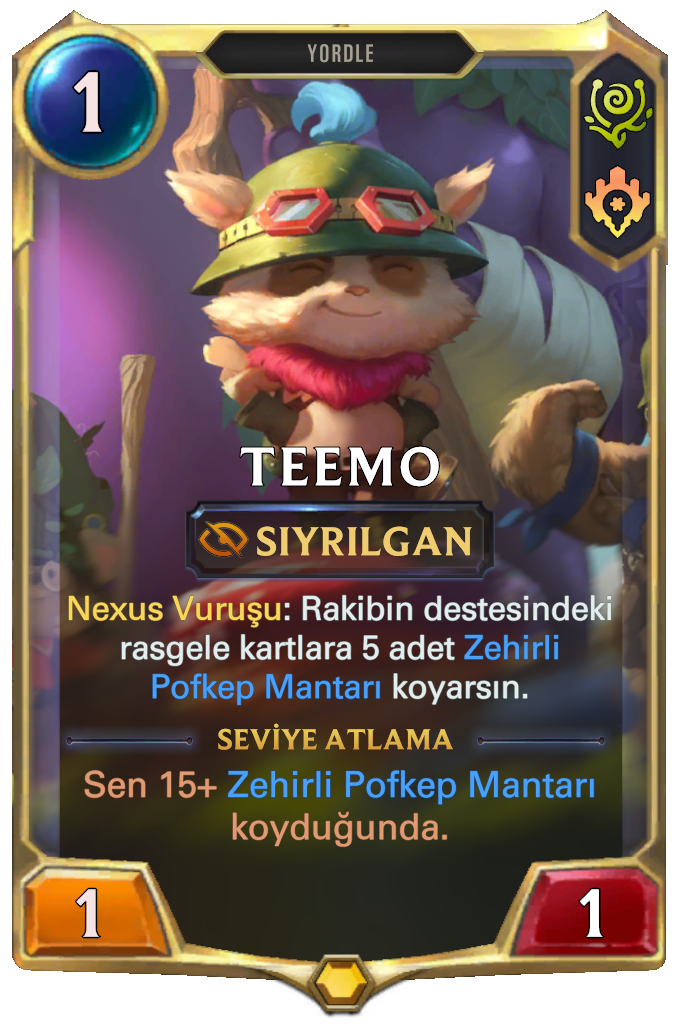 YORDLE
1
TEEMO
SIYRILGAN
Nexus Vuruşu: Rakibin destesindeki
rasgele kartlara 5 adet Zehirli
Pofkep Mantarı koyarsın.
SEVİYE ATLAMA
Sen 15+ Zehirli Pofkep Mantarı
koyduğunda.
1
1